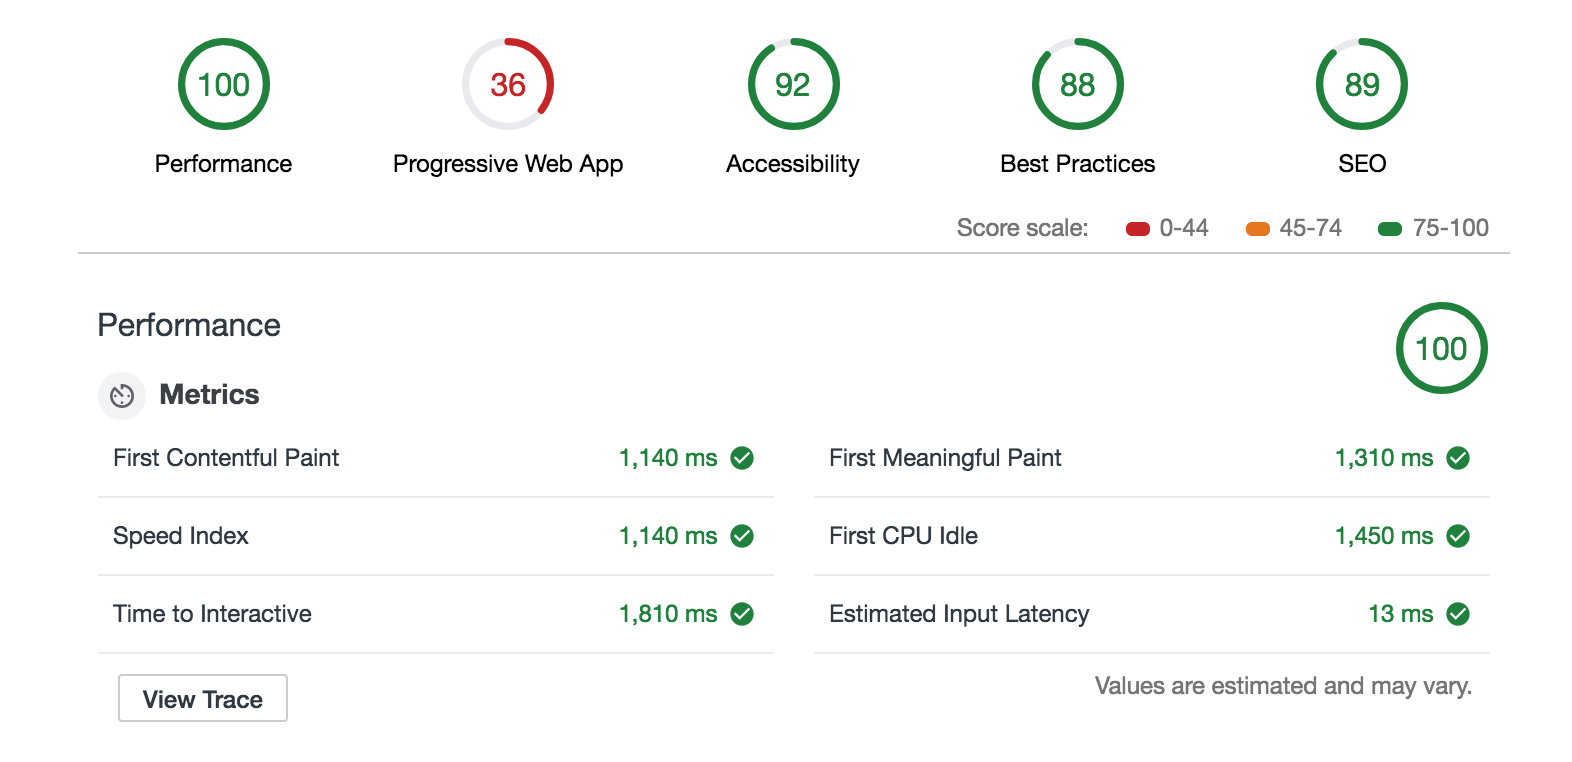 100
36
92
88
89
Performance
Progressive Web App
Accessibility
Best Practices
SEO
Score scale:
0-44
45-74
75-100
Performance
100
Metrics
First Contentful Paint
1,140 ms
First Meaningful Paint
1,310 ms
Speed Index
1,140 ms
First CPU Idle
1,450 ms
Time to Interactive
1,810 ms
Estimated Input Latency
13 ms
View Trace
Values are estimated and may vary.